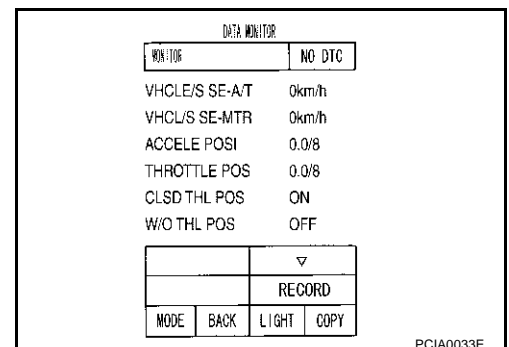 DATA MONITOR
MONITOR NO DTC
VHCLE/S SE-A/T 0km/h
VHCL/S SE-MTR 0km/h
ACCELE POSI 0.0/8
THROTTLE POS 0.0/8
CLSD THL POS ON
W/O THL POS OFF
▽
RECORD
MODE BACK LIGHT COPY
PCIA0033E